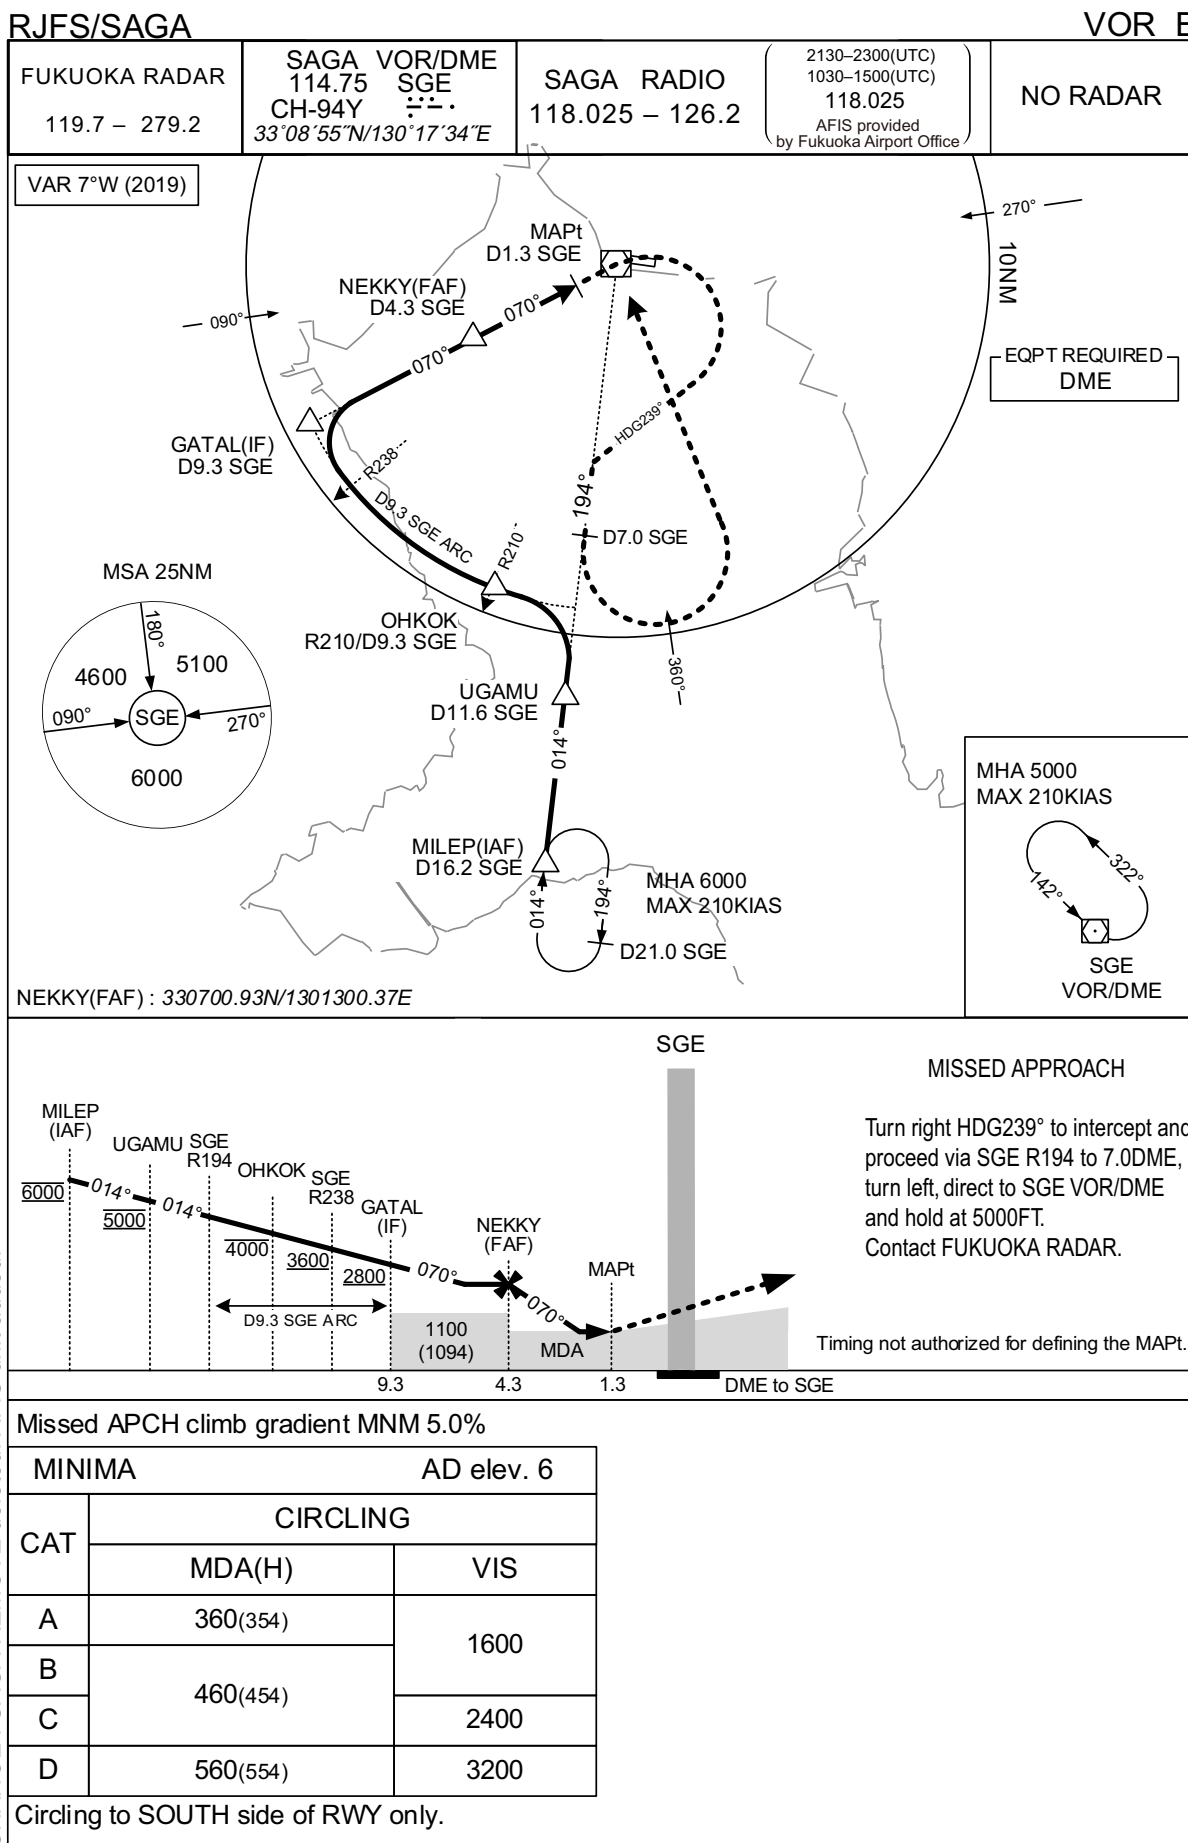 RJFS/SAGA
VOR
FUKUOKA RADAR
119.7 – 279.2
SAGA VOR/DME
114.75 SGE
CH-94Y
33°08´55˝N/130°17´34˝E
SAGA RADIO
118.025 – 126.2
2130–2300(UTC)
1030–1500(UTC)
118.025
AFIS provided
by Fukuoka Airport Office
NO RADAR
VAR 7°W (2019)
270°
10NM
MAPt
D1.3 SGE
NEKKY(FAF)
D4.3 SGE
070°
090°
070°
EQPT REQUIRED
DME
HDG239°
GATAL(IF)
D9.3 SGE
R238
D9.3 SGE ARC
194°
R210
D7.0 SGE
MSA 25NM
180°
4600
5100
090°
SGE
270°
6000
OHKOK
R210/D9.3 SGE
360°
UGAMU
D11.6 SGE
014°
MILEP(IAF)
D16.2 SGE
014°
194°
MHA 6000
MAX 210KIAS
D21.0 SGE
MHA 5000
MAX 210KIAS
322°
142°
SGE
VOR/DME
NEKKY(FAF) : 330700.93N/1301300.37E
SGE
MISSED APPROACH
Turn right HDG239° to intercept and
proceed via SGE R194 to 7.0DME,
turn left, direct to SGE VOR/DME
and hold at 5000FT.
Contact FUKUOKA RADAR.
MILEP
(IAF)
UGAMU
SGE
R194
OHKOK
SGE
R238
GATAL
(IF)
NEKKY
(FAF)
MAPt
6000
014°
5000
014°
4000
3600
2800
070°
070°
D9.3 SGE ARC
1100
(1094)
MDA
Timing not authorized for defining the MAPt.
9.3
4.3
1.3
DME to SGE
Missed APCH climb gradient MNM 5.0%
MINIMA
AD elev. 6
CAT
CIRCLING
MDA(H)
VIS
A
360(354)
1600
B
460(454)
C
2400
D
560(554)
3200
Circling to SOUTH side of RWY only.